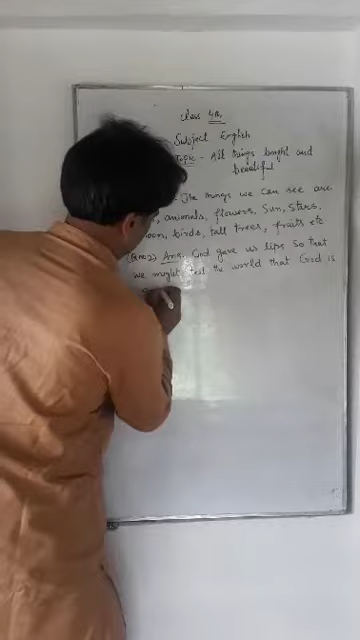 Class 4th
Subject English
Topic - All things bright and
beautiful
- The things we can see are
, animals, flowers, Sun, Stars,
oon, birds, tall trees, fruits etc
Ans. God gave us lips so that
we might tell the world that God is